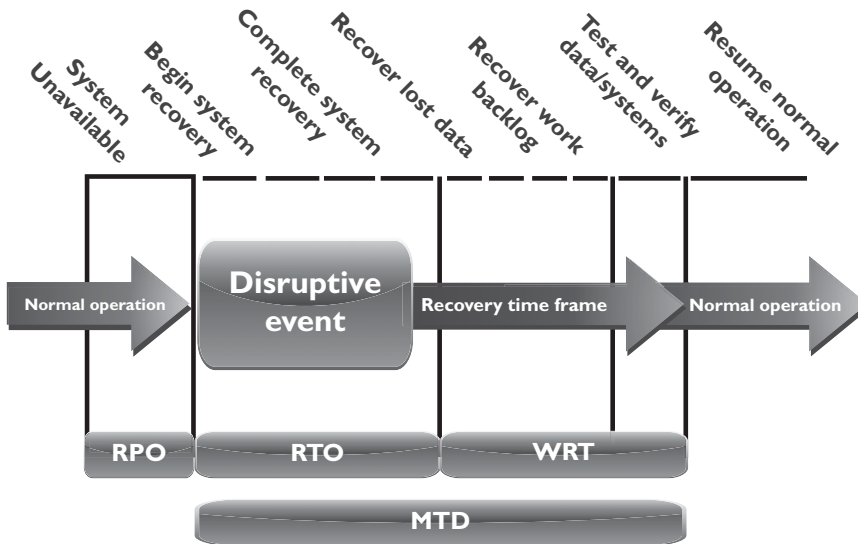 System
Unavailable
Begin system
recovery
Complete system
recovery
Recover lost data
Recover work
backlog
Test and verify
data/systems
Resume normal
operation
Normal operation
Disruptive
event
Recovery time frame
Normal operation
RPO
RTO
WRT
MTD